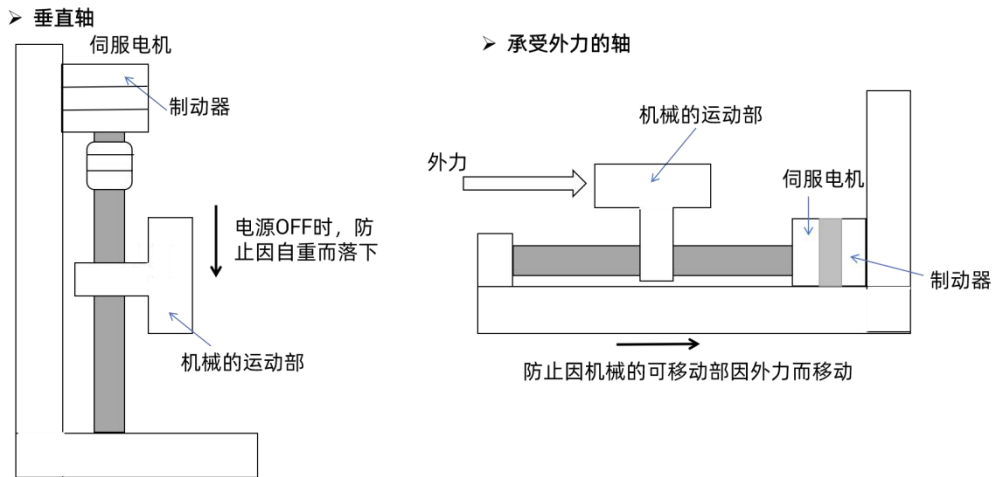 ➢ 垂直轴
伺服电机
制动器
电源OFF时，防
止因自重而落下
机械的运动部
➢ 承受外力的轴
机械的运动部
外力
伺服电机
制动器
防止因机械的可移动部因外力而移动